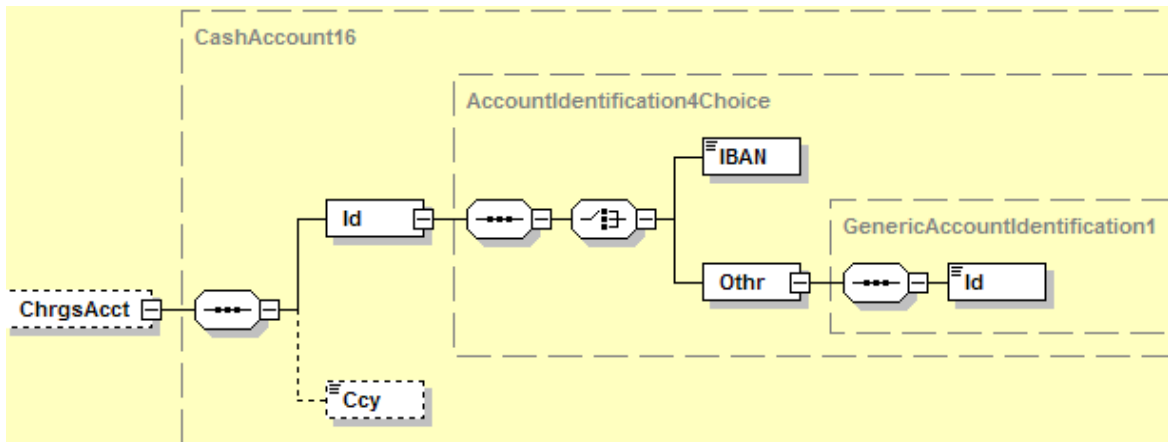 CashAccount16
AccountIdentification4Choice
IBAN
Id
GenericAccountIdentification1
Othr
Id
ChrgsAcct
Ccy